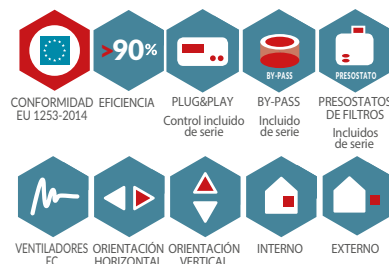 >90%
BY-PASS
PRESOSTATO
CONFORMIDAD
EU 1253-2014
EFICIENCIA
PLUG&PLAY
Control incluido
de serie
BY-PASS
Incluido
de serie
PRESOSTATOS
DE FILTROS
Incluidos
de serie
VENTILADORES
EC
ORIENTACIÓN
HORIZONTAL
ORIENTACIÓN
VERTICAL
INTERNO
EXTERNO